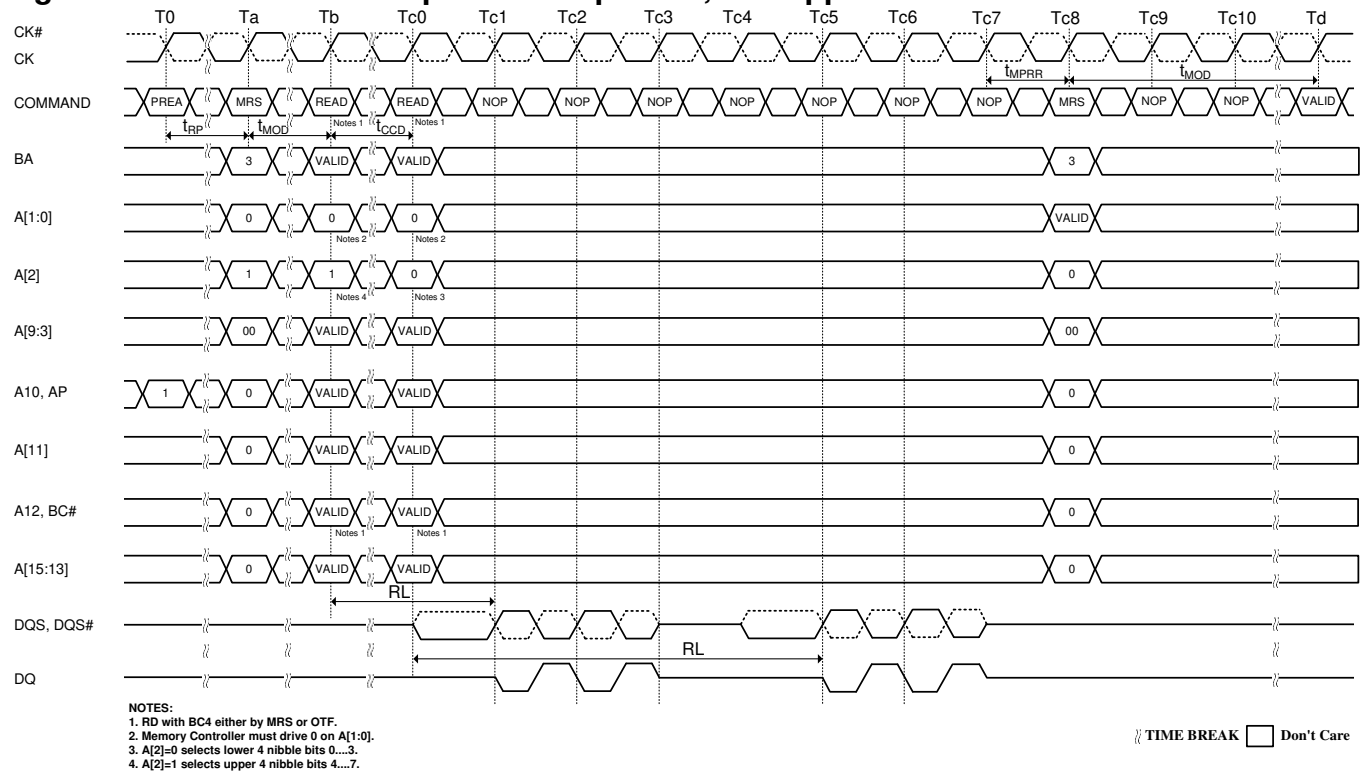 T0 Ta Tb Tc0 Tc1 Tc2 Tc3 Tc4 Tc5 Tc6 Tc7 Tc8 Tc9 Tc10 Td
CK#
CK
tMPRR tMOD
COMMAND PREA MRS READ READ NOP NOP NOP NOP NOP NOP NOP MRS NOP NOP VALID
Notes 1 Notes 1
tRP tMOD tCCD
BA 3 VALID VALID 3
A[1:0] 0 0 0 VALID
Notes 2 Notes 2
A[2] 1 1 0 0
Notes 4 Notes 3
A[9:3] 00 VALID VALID 00
A10, AP 1 0 VALID VALID 0
A[11] 0 VALID VALID 0
A12, BC# 0 VALID VALID 0
Notes 1 Notes 1
A[15:13] 0 VALID VALID 0
RL
DQS, DQS#
RL
DQ
NOTES:
1. RD with BC4 either by MRS or OTF.
2. Memory Controller must drive 0 on A[1:0].
3. A[2]=0 selects lower 4 nibble bits 0....3.
4. A[2]=1 selects upper 4 nibble bits 4....7.
TIME BREAK Don't Care